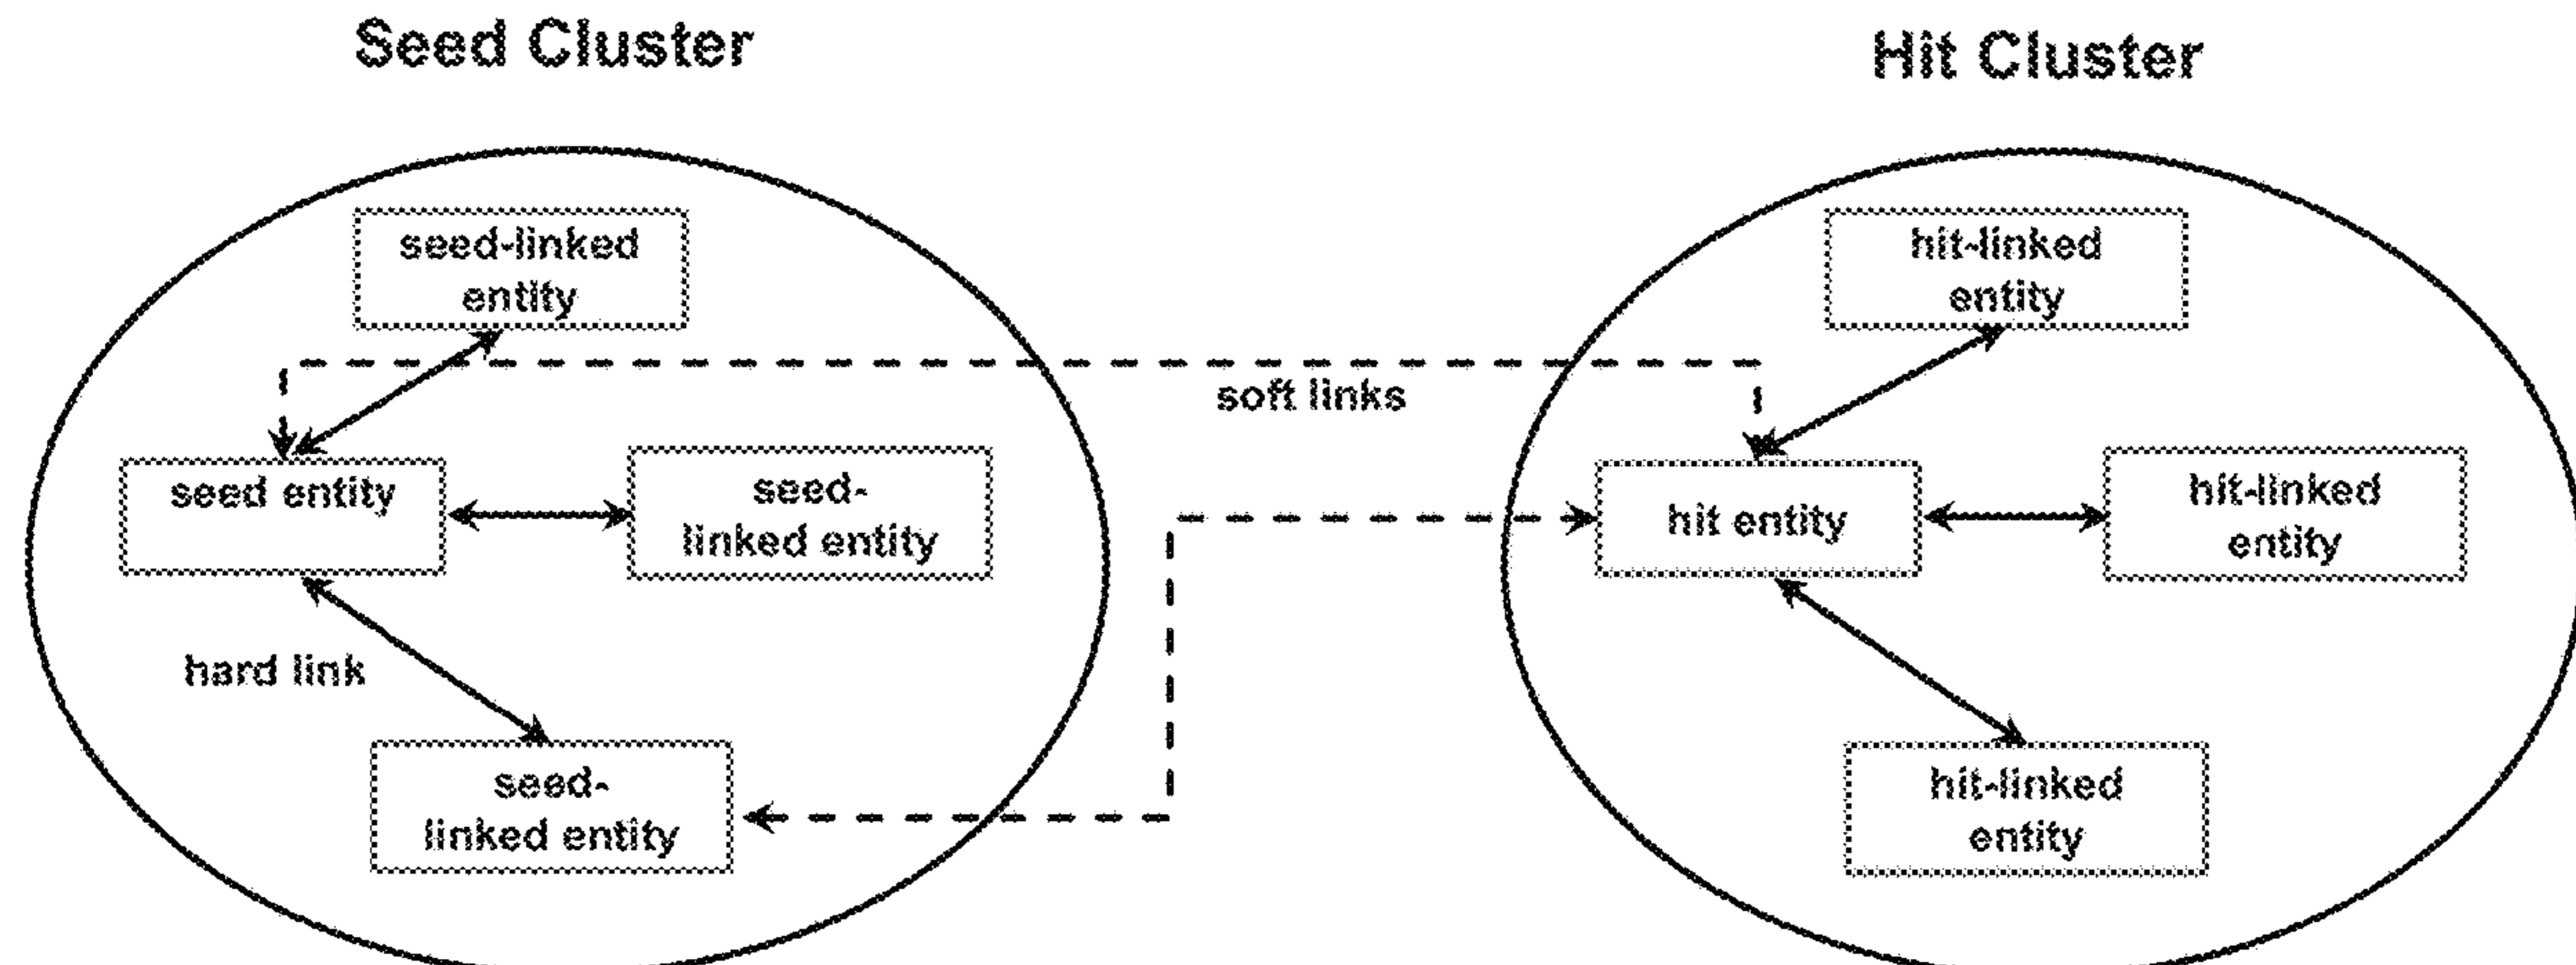 Seed Cluster
Hit Cluster
seed-linked
entity
hit-linked
entity
soft links
seed entity
seed-
linked entity
hit entity
hit-linked
entity
hard link
seed-
linked entity
hit-linked
entity